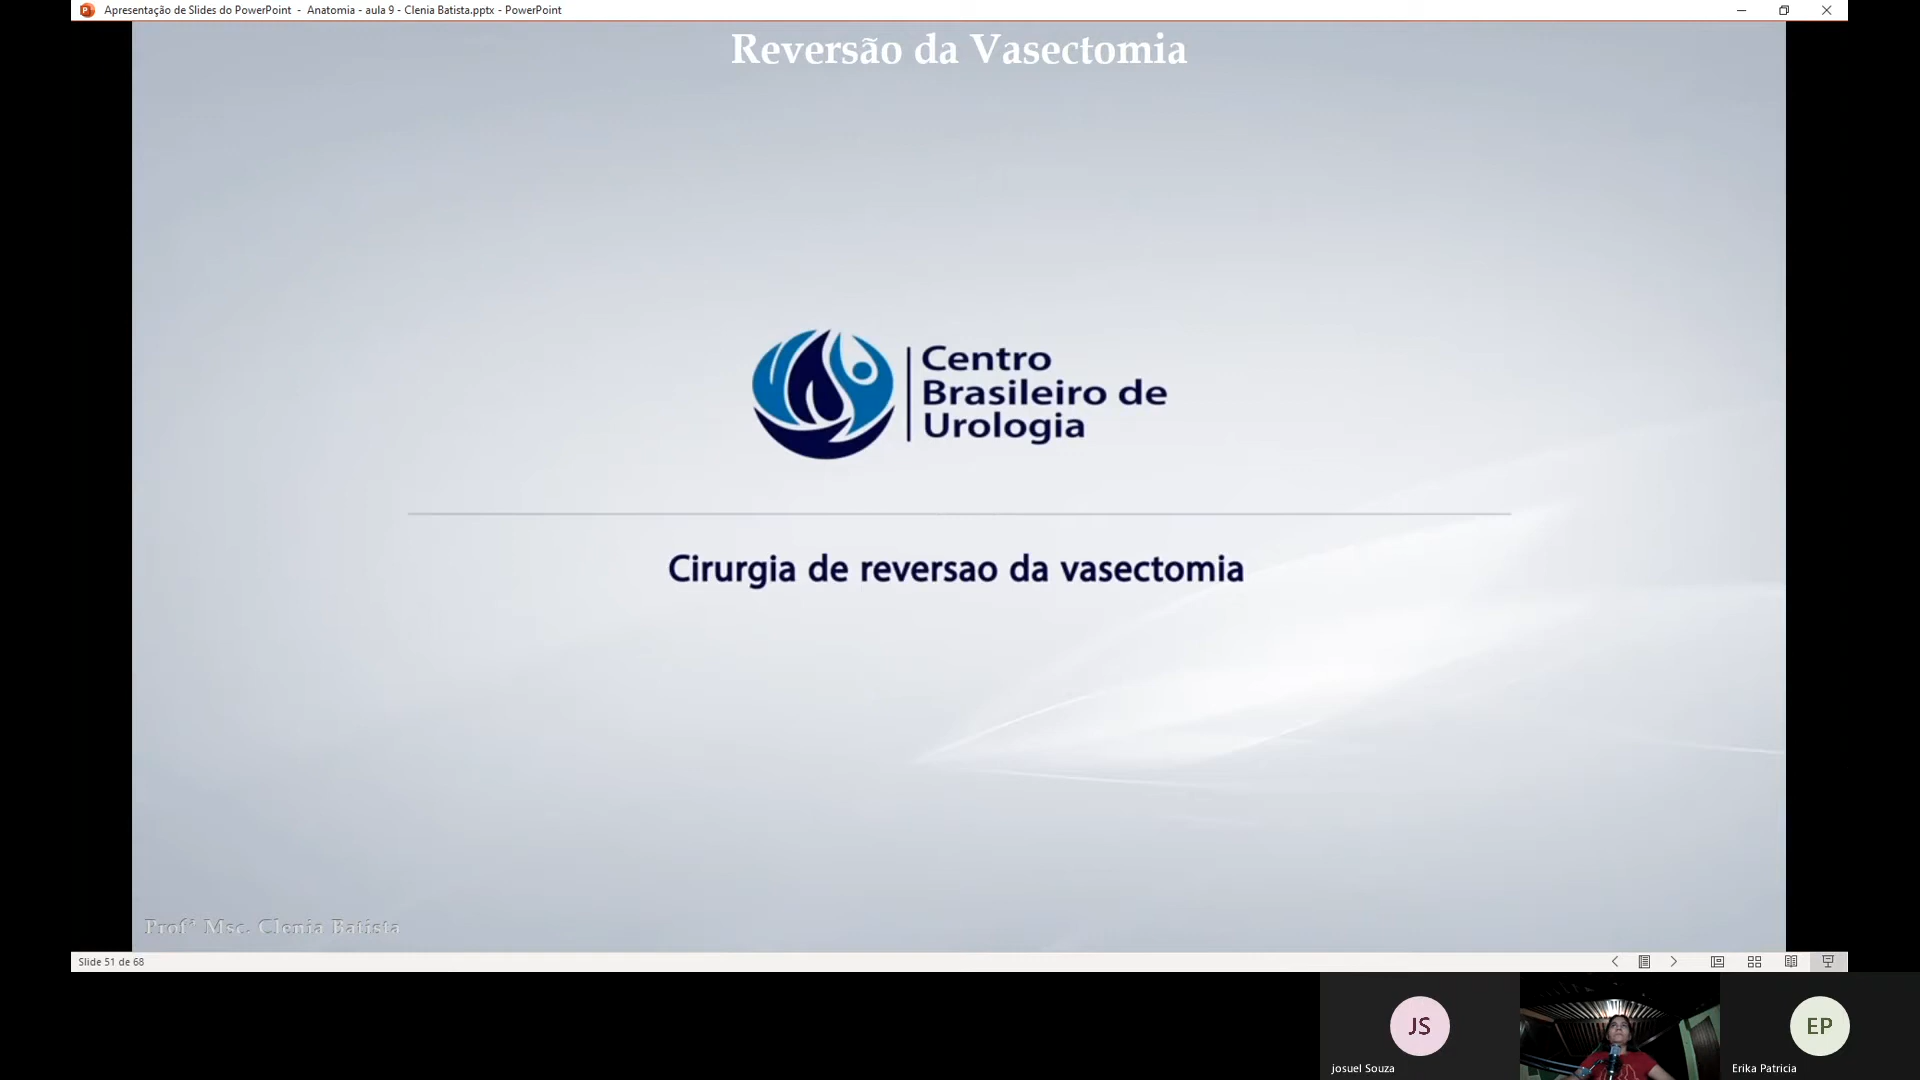 Apresentação de Slides do PowerPoint - Anatomia - aula 9 - Clenia Batista.pptx - PowerPoint
Reversão da Vasectomia
Centro
Brasileiro de
Urologia
Cirurgia de reversao da vasectomia
Profª Msc. Clenia Batista
Slide 51 de 68
JS
EP
josuel Souza
Erika Patricia